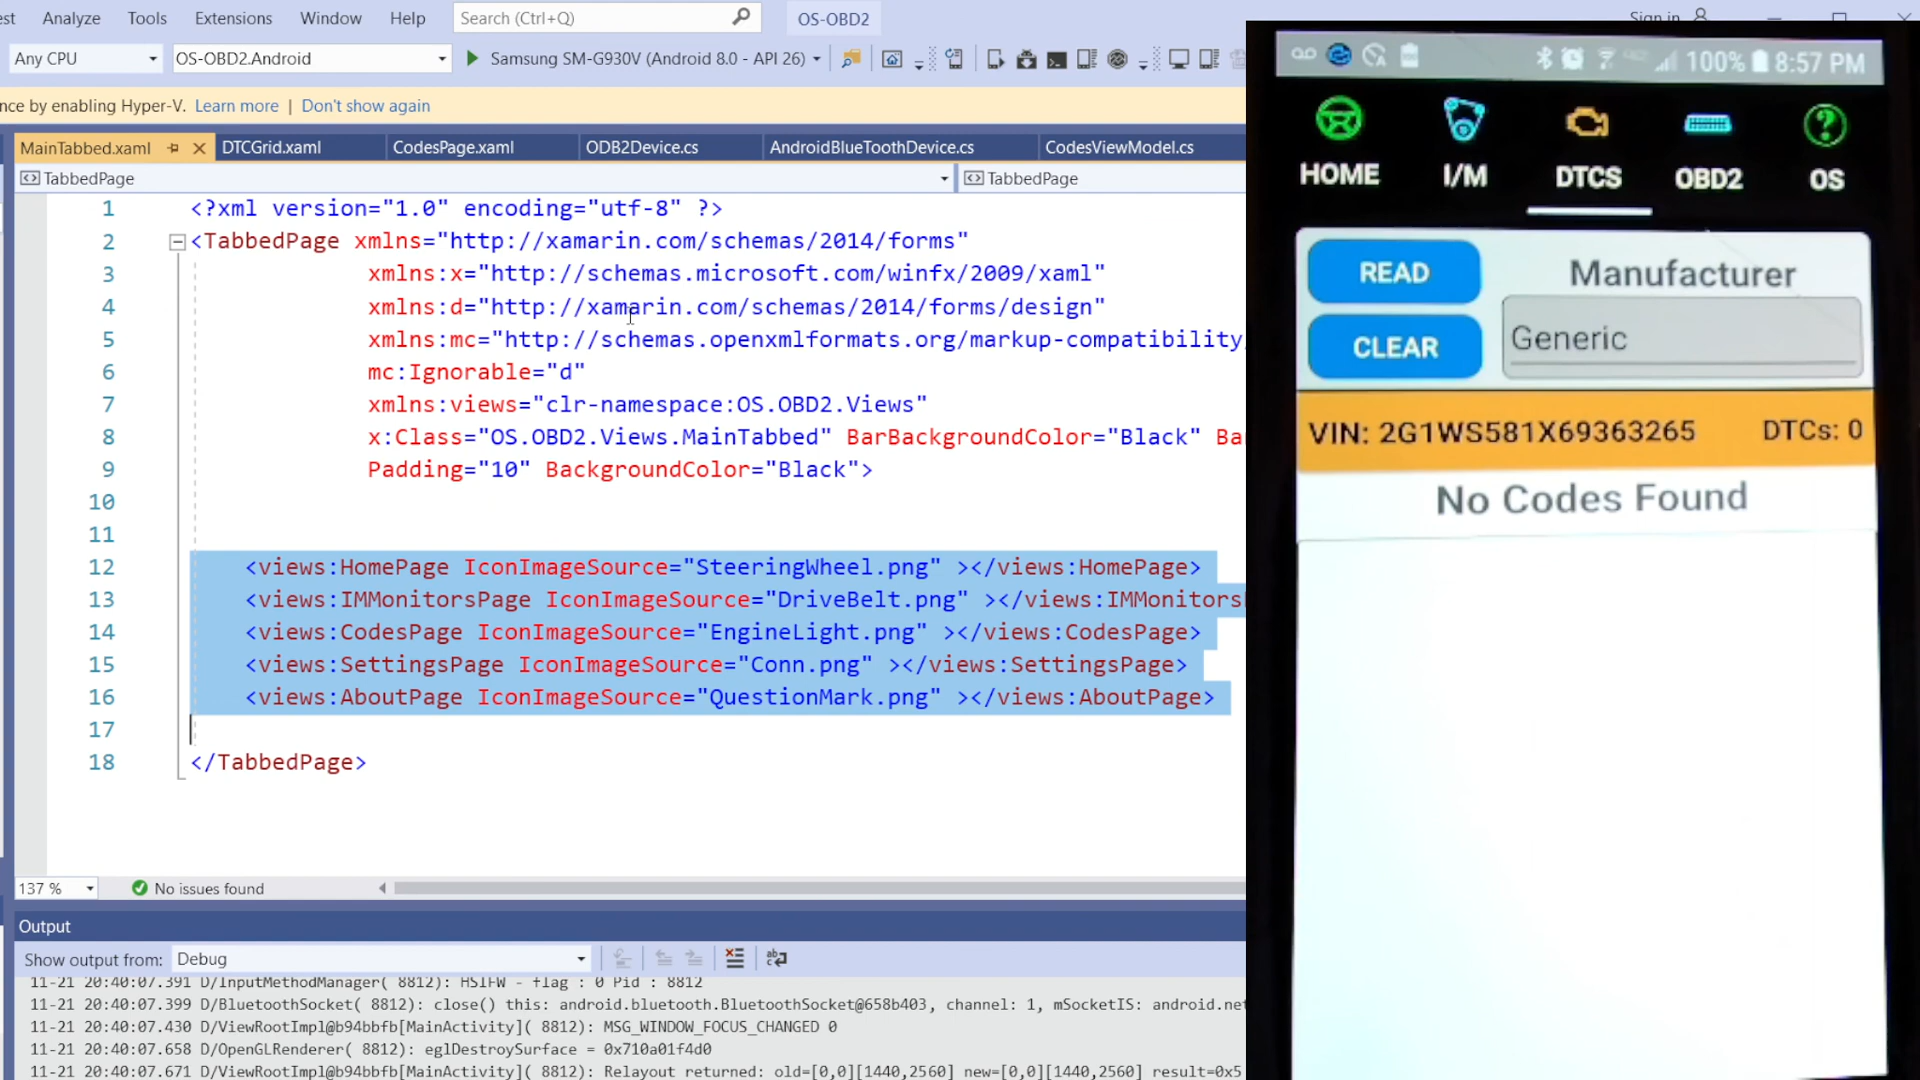 est Analyze Tools Extensions Window Help Search (Ctrl+Q) OS-OBD2 Sign in
Any CPU OS-OBD2.Android Samsung SM-G930V (Android 8.0 - API 26)
nce by enabling Hyper-V. Learn more | Don't show again
MainTabbed.xaml DTCGrid.xaml CodesPage.xaml ODB2Device.cs AndroidBlueToothDevice.cs CodesViewModel.cs
TabbedPage TabbedPage
1 <?xml version="1.0" encoding="utf-8" ?>
2 <TabbedPage xmlns="http://xamarin.com/schemas/2014/forms"
3 xmlns:x="http://schemas.microsoft.com/winfx/2009/xaml"
4 xmlns:d="http://xamarin.com/schemas/2014/forms/design"
5 xmlns:mc="http://schemas.openxmlformats.org/markup-compatibility/
6 mc:Ignorable="d"
7 xmlns:views="clr-namespace:OS.OBD2.Views"
8 x:Class="OS.OBD2.Views.MainTabbed" BarBackgroundColor="Black" Ba
9 Padding="10" BackgroundColor="Black">
10
11
12 <views:HomePage IconImageSource="SteeringWheel.png" ></views:HomePage>
13 <views:IMMonitorsPage IconImageSource="DriveBelt.png" ></views:IMMonitors
14 <views:CodesPage IconImageSource="EngineLight.png" ></views:CodesPage>
15 <views:SettingsPage IconImageSource="Conn.png" ></views:SettingsPage>
16 <views:AboutPage IconImageSource="QuestionMark.png" ></views:AboutPage>
17
18 </TabbedPage>
137 % No issues found
Output
Show output from: Debug
11-21 20:40:07.391 D/InputMethodManager( 8812): HSIFW - flag : 0 Pid : 8812
11-21 20:40:07.399 D/BluetoothSocket( 8812): close() this: android.bluetooth.BluetoothSocket@658b403, channel: 1, mSocketIS: android.net
11-21 20:40:07.430 D/ViewRootImpl@b94bbfb[MainActivity]( 8812): MSG_WINDOW_FOCUS_CHANGED 0
11-21 20:40:07.658 D/OpenGLRenderer( 8812): eglDestroySurface = 0x710a01f4d0
11-21 20:40:07.671 D/ViewRootImpl@b94bbfb[MainActivity]( 8812): Relayout returned: old=[0,0][1440,2560] new=[0,0][1440,2560] result=0x5
100% 8:57 PM
HOME I/M DTCS OBD2 OS
READ Manufacturer
CLEAR Generic
VIN: 2G1WS581X69363265 DTCs: 0
No Codes Found